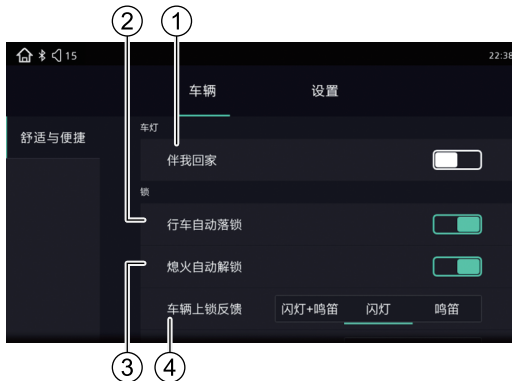 ② ①
15 22:38
车辆 设置
舒适与便捷
车灯
伴我回家
锁
行车自动落锁
熄火自动解锁
车辆上锁反馈 闪灯+鸣笛 闪灯 鸣笛
③ ④